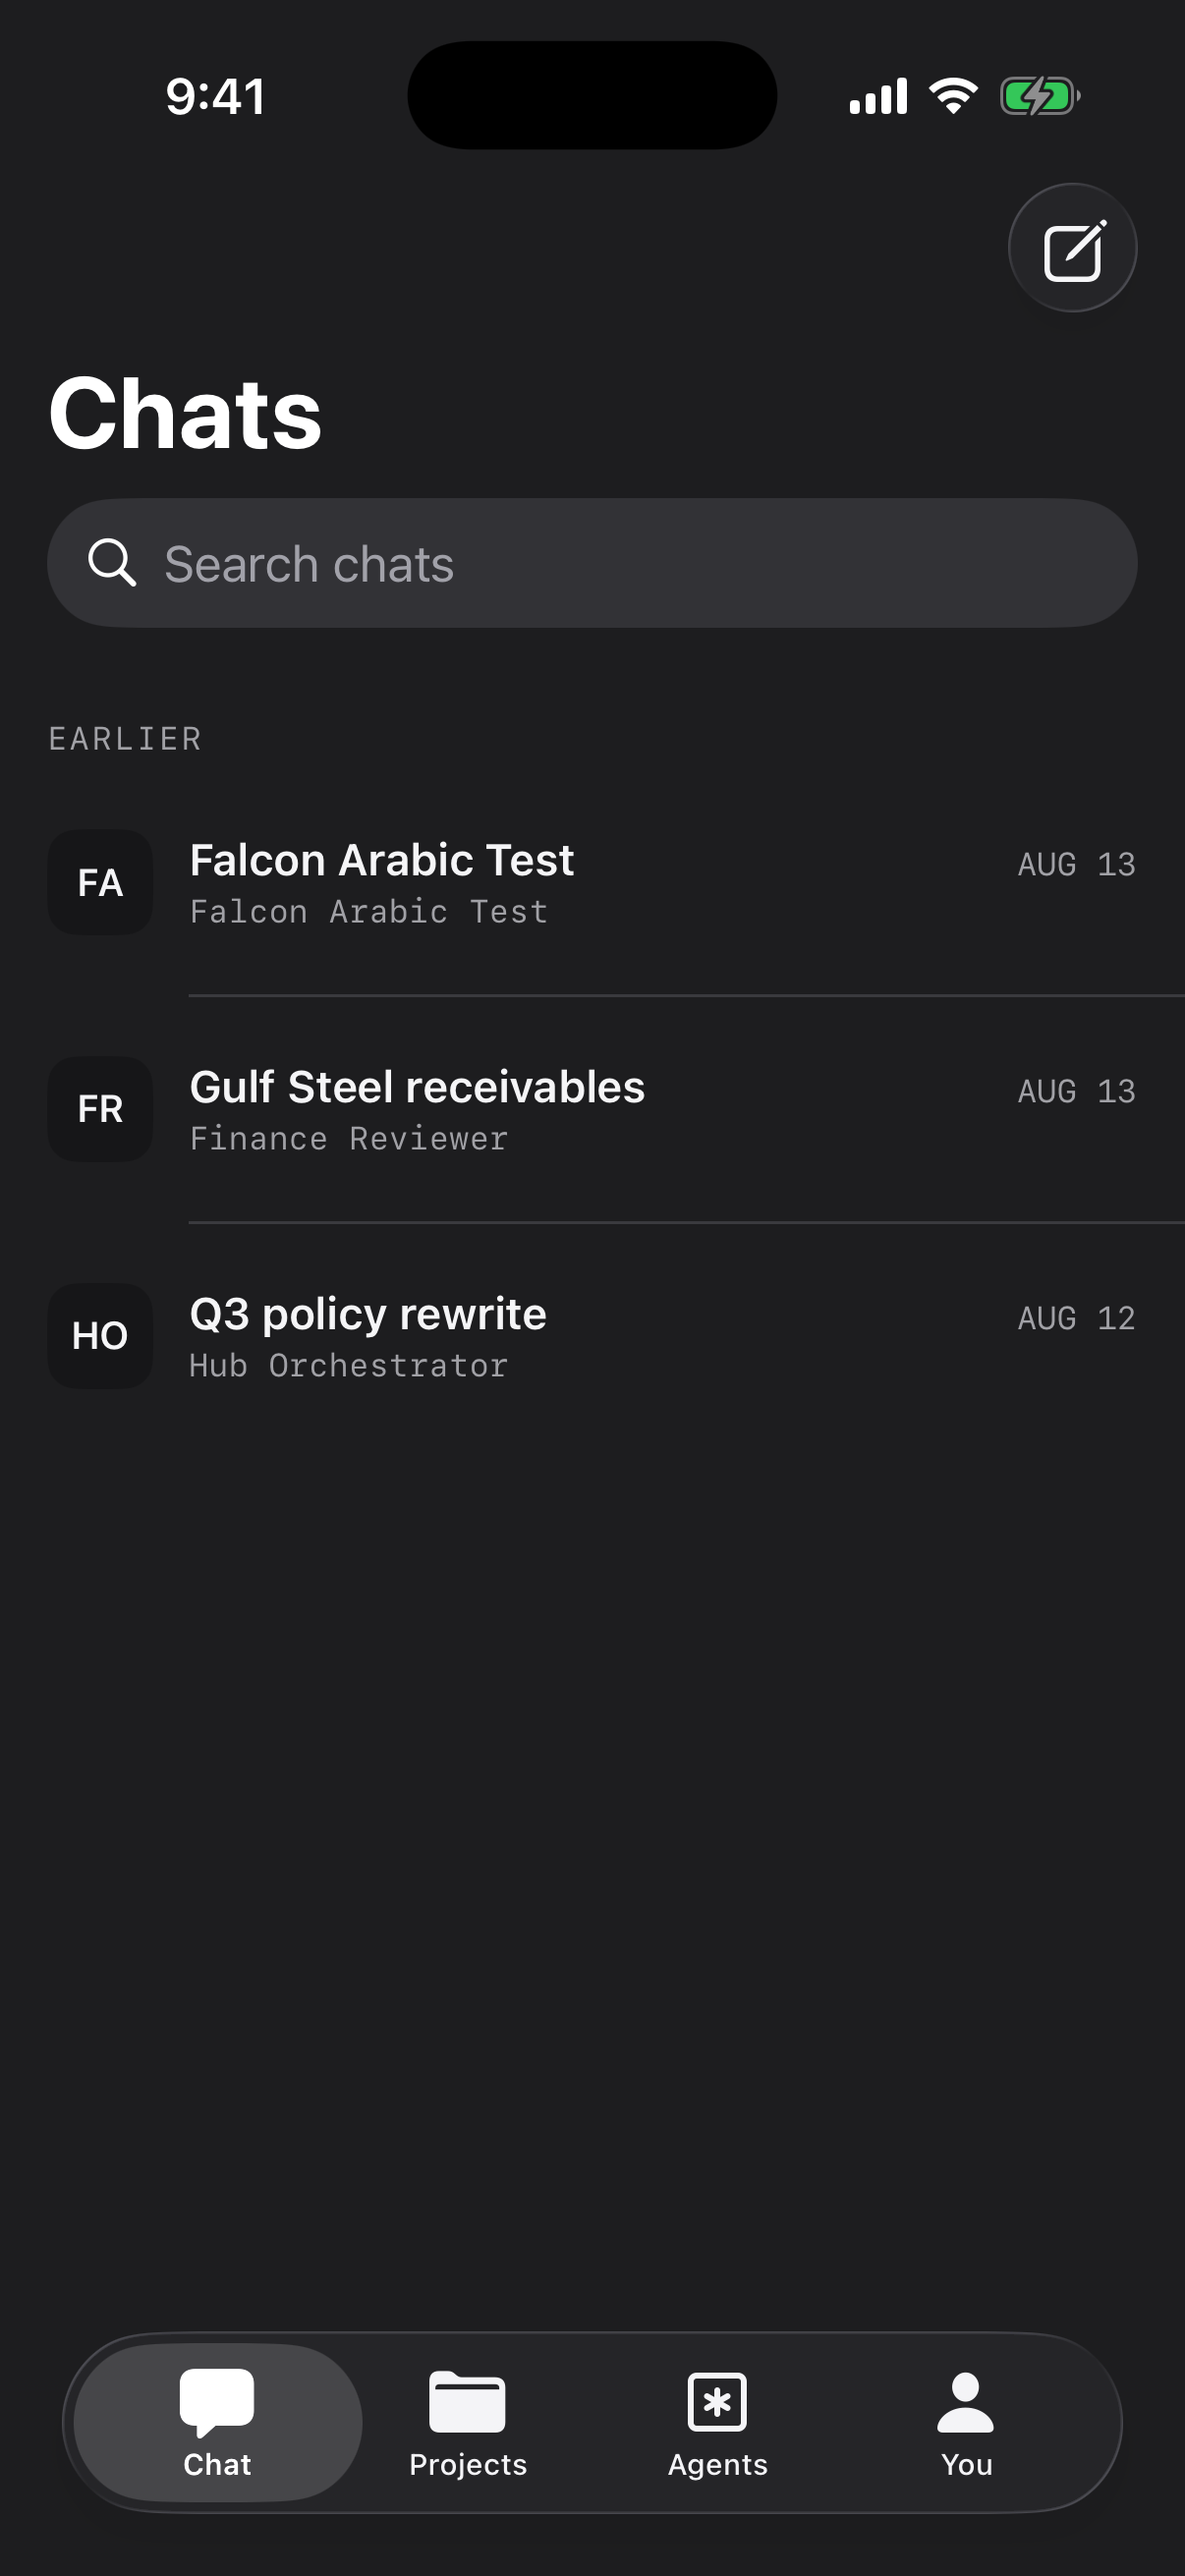 9:41
Chats
Search chats
EARLIER
FA
Falcon Arabic Test
AUG 13
Falcon Arabic Test
FR
Gulf Steel receivables
AUG 13
Finance Reviewer
HO
Q3 policy rewrite
AUG 12
Hub Orchestrator
Chat
Projects
Agents
You